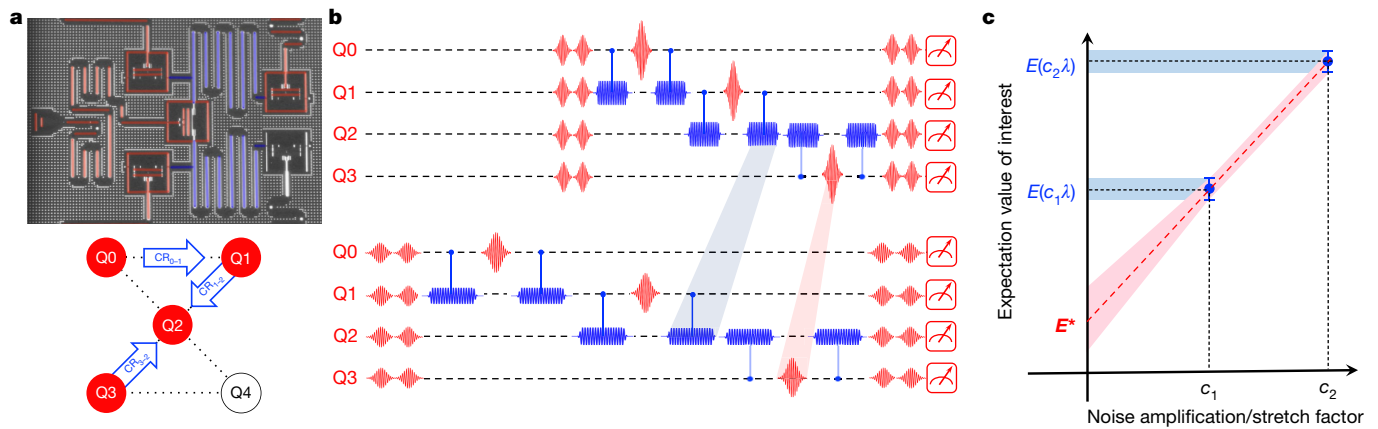 a
Q0
CR0–1
Q1
CR1–2
Q2
CR3–2
Q3
Q4
b
Q0
Q1
Q2
Q3
Q0
Q1
Q2
Q3
c
Expectation value of interest
E(c2λ)
E(c1λ)
E*
c1
c2
Noise amplification/stretch factor